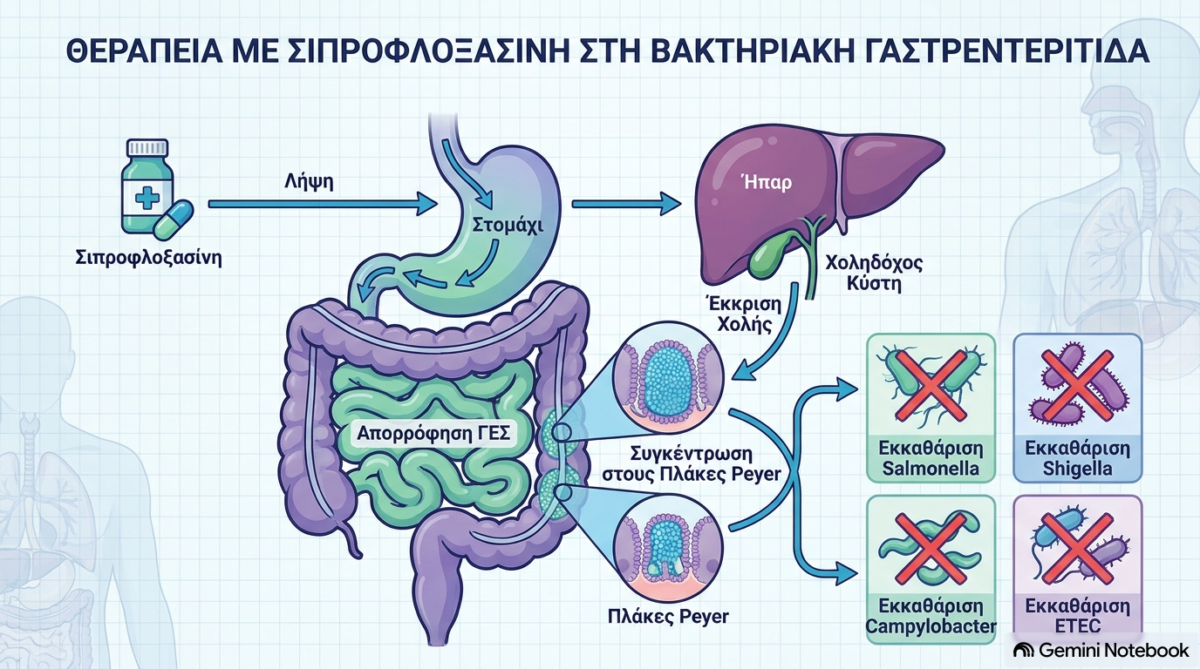 ΘΕΡΑΠΕΙΑ ΜΕ ΣΙΠΡΟΦΛΟΞΑΣΙΝΗ ΣΤΗ ΒΑΚΤΗΡΙΑΚΗ ΓΑΣΤΡΕΝΤΕΡΙΤΙΔΑ
Λήψη
Σιπροφλοξασίνη
Στομάχι
Ήπαρ
Χοληδόχος
Κύστη
Έκκριση
Χολής
Απορρόφηση ΓΕΣ
Συγκέντρωση
στους Πλάκες Peyer
Πλάκες Peyer
Εκκαθάριση
Salmonella
Εκκαθάριση
Shigella
Εκκαθάριση
Campylobacter
Εκκαθάριση
ETEC
Gemini Notebook